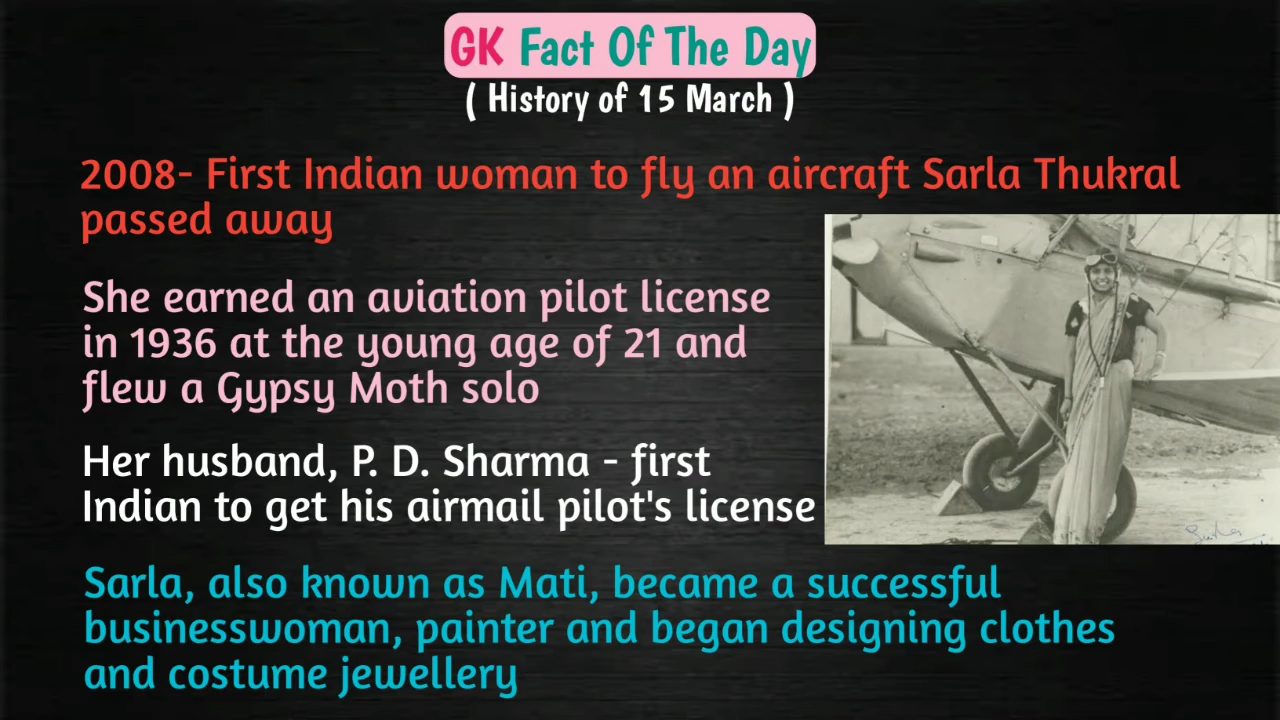 GK Fact Of The Day
( History of 15 March )
2008- First Indian woman to fly an aircraft Sarla Thukral
passed away
She earned an aviation pilot license
in 1936 at the young age of 21 and
flew a Gypsy Moth solo
Her husband, P. D. Sharma - first
Indian to get his airmail pilot's license
Sarla, also known as Mati, became a successful
businesswoman, painter and began designing clothes
and costume jewellery